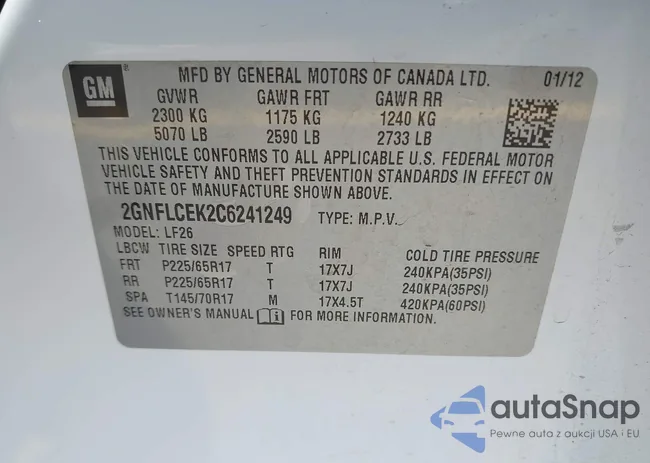 GM
MFD BY GENERAL MOTORS OF CANADA LTD. 01/12
GVWR GAWR FRT GAWR RR
2300 KG 1175 KG 1240 KG
5070 LB 2590 LB 2733 LB
THIS VEHICLE CONFORMS TO ALL APPLICABLE U.S. FEDERAL MOTOR
VEHICLE SAFETY AND THEFT PREVENTION STANDARDS IN EFFECT ON
THE DATE OF MANUFACTURE SHOWN ABOVE.
2GNFLCEK2C6241249 TYPE: M.P.V.
MODEL: LF26
LBCW TIRE SIZE SPEED RTG RIM COLD TIRE PRESSURE
FRT P225/65R17 T 17X7J 240KPA(35PSI)
RR P225/65R17 T 17X7J 240KPA(35PSI)
SPA T145/70R17 M 17X4.5T 420KPA(60PSI)
SEE OWNER'S MANUAL FOR MORE INFORMATION.
autaSnap
Pewne auta z aukcji USA i EU